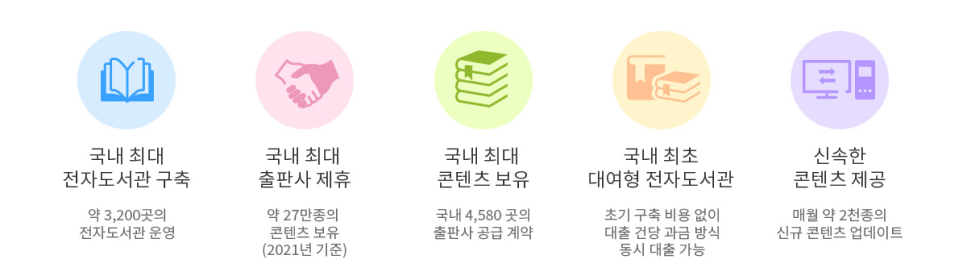 국내 최대
전자도서관 구축
약 3,200곳의
전자도서관 운영
국내 최대
출판사 제휴
약 27만종의
콘텐츠 보유
(2021년 기준)
국내 최대
콘텐츠 보유
국내 4,580 곳의
출판사 공급 계약
국내 최초
대여형 전자도서관
초기 구축 비용 없이
대출 건당 과금 방식
동시 대출 가능
신속한
콘텐츠 제공
매월 약 2천종의
신규 콘텐츠 업데이트